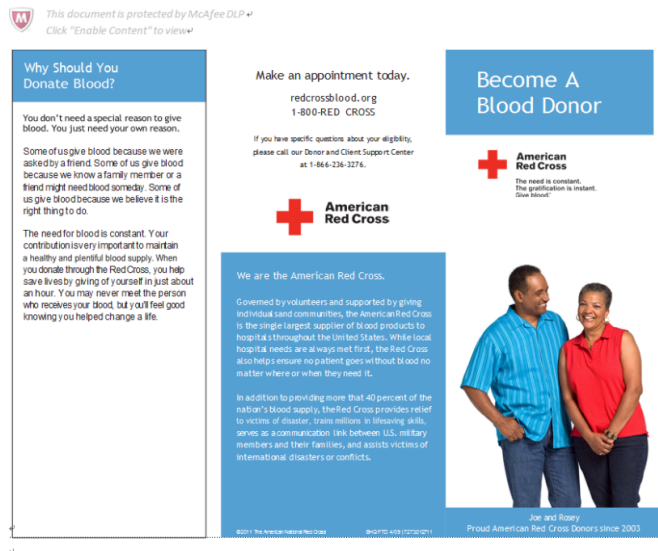 This document is protected by McAfee DLP
Click "Enable Content" to view
Why Should You
Donate Blood?
You don't need a special reason to give
blood. You just need your own reason.
Some of us give blood because we were
asked by a friend. Some of us give blood
because we know a family member or a
friend might need blood someday. Some of
us give blood because we believe it is the
right thing to do.
The need for blood is constant. Your
contribution is very important to maintain
a healthy and plentiful blood supply. When
you donate through the Red Cross, you help
save lives by giving of yourself in just about
an hour. You may never meet the person
who receives your blood, but you'll feel good
knowing you helped change a life.
Make an appointment today.
redcrossblood.org
1-800-RED CROSS
If you have specific questions about your eligibility,
please call our Donor and Client Support Center
at 1-866-236-3276.
American
Red Cross
We are the American Red Cross.
Governed by volunteers and supported by giving
individuals and communities, the American Red Cross
is the single largest supplier of blood products to
hospitals throughout the United States. While local
hospital needs are always met first, the Red Cross
also helps ensure no patient goes without blood no
matter where or when they need it.
In addition to providing more that 40 percent of the
nation's blood supply, the Red Cross provides relief
to victims of disaster, trains millions in lifesaving skills,
serves as a communication link between U.S. military
members and their families, and assists victims of
international disasters or conflicts.
©2011 The American National Red Cross
Become A
Blood Donor
American
Red Cross
The need is constant.
The gratification is instant.
Give blood.
Joe and Rosey
Proud American Red Cross Donors since 2003